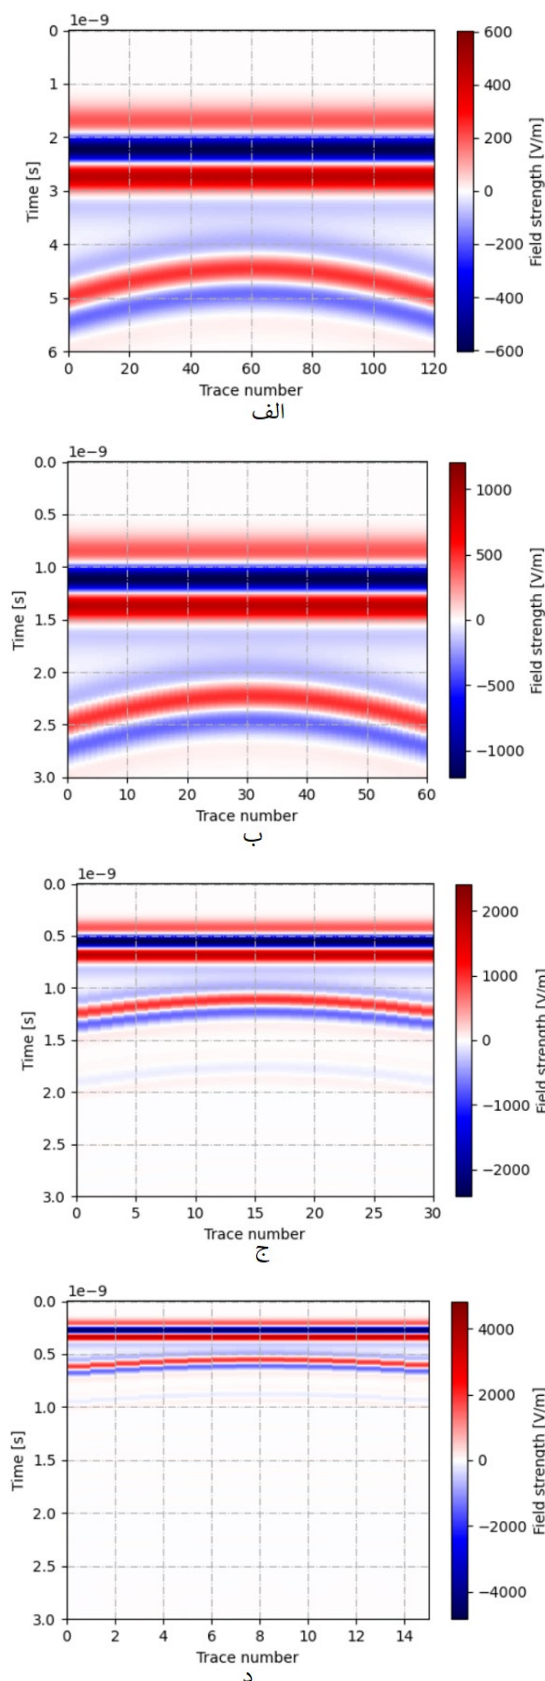 1e−9
0
1
2
3
4
5
6
Time [s]
0 20 40 60 80 100 120
Trace number
600
400
200
0
−200
−400
−600
Field strength [V/m]
الف
1e−9
0.0
0.5
1.0
1.5
2.0
2.5
3.0
Time [s]
0 10 20 30 40 50 60
Trace number
1000
500
0
−500
−1000
Field strength [V/m]
ب
1e−9
0.0
0.5
1.0
1.5
2.0
2.5
3.0
Time [s]
0 5 10 15 20 25 30
Trace number
2000
1000
0
−1000
−2000
Field strength [V/m]
ج
1e−9
0.0
0.5
1.0
1.5
2.0
2.5
3.0
Time [s]
0 2 4 6 8 10 12 14
Trace number
4000
2000
0
−2000
−4000
Field strength [V/m]
د